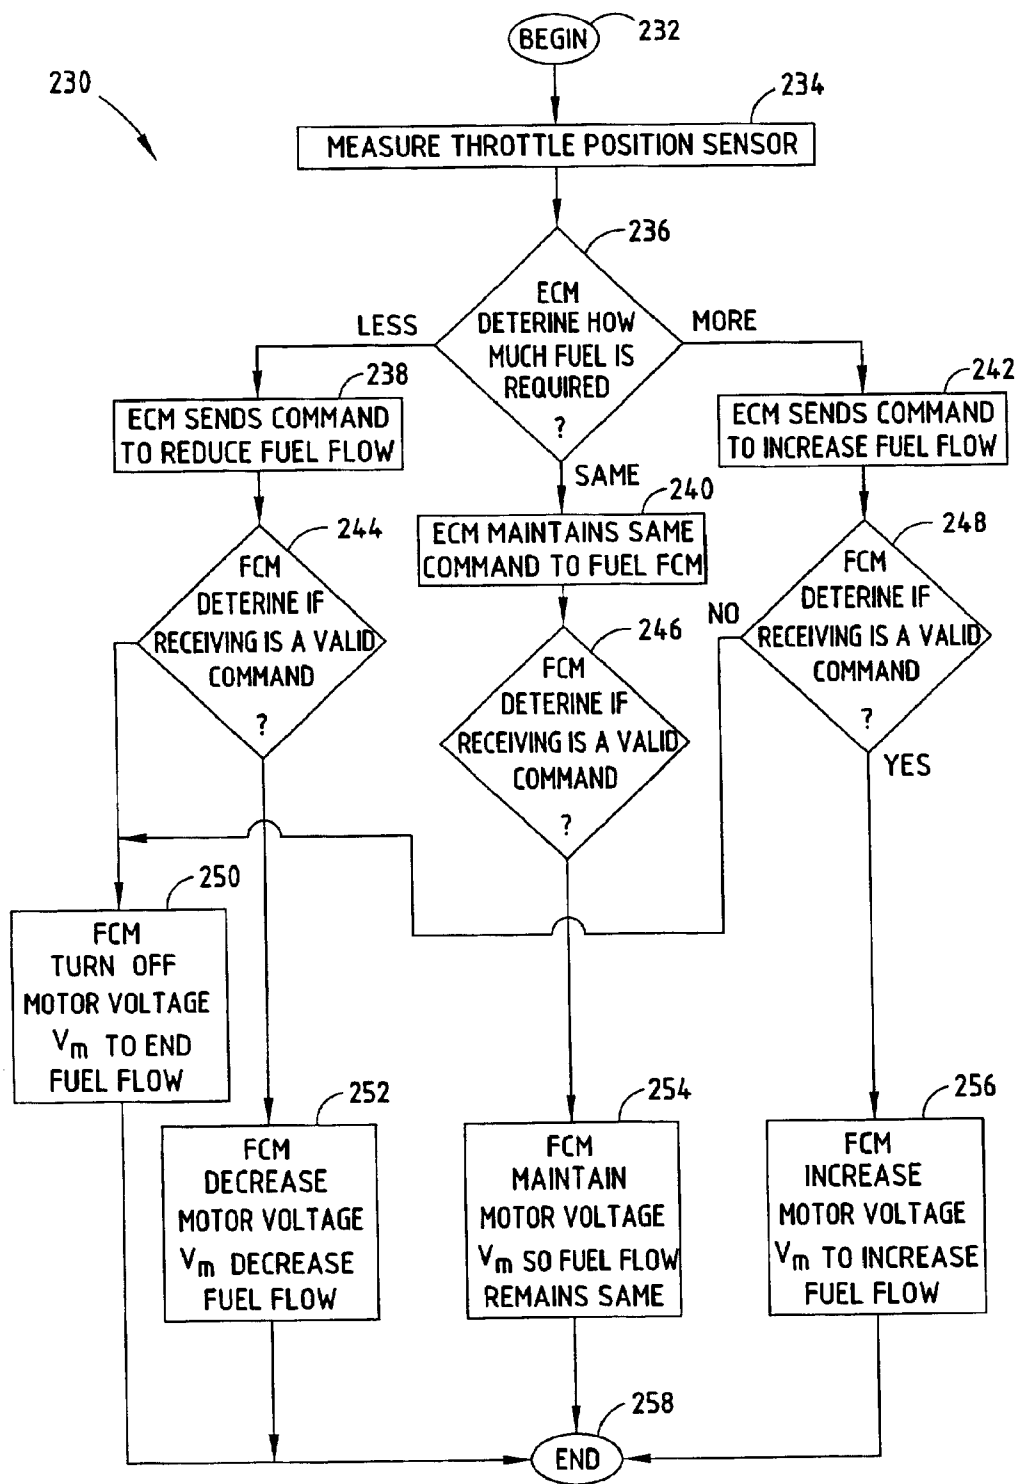 BEGIN
232
230
234
MEASURE THROTTLE POSITION SENSOR
236
ECM
DETERINE HOW
MUCH FUEL IS
REQUIRED
?
LESS
MORE
SAME
238
ECM SENDS COMMAND
TO REDUCE FUEL FLOW
240
ECM MAINTAINS SAME
COMMAND TO FUEL FCM
242
ECM SENDS COMMAND
TO INCREASE FUEL FLOW
244
FCM
DETERINE IF
RECEIVING IS A VALID
COMMAND
?
246
FCM
DETERINE IF
RECEIVING IS A VALID
COMMAND
?
248
FCM
DETERINE IF
RECEIVING IS A VALID
COMMAND
?
NO
YES
250
FCM
TURN OFF
MOTOR VOLTAGE
Vm TO END
FUEL FLOW
252
FCM
DECREASE
MOTOR VOLTAGE
Vm DECREASE
FUEL FLOW
254
FCM
MAINTAIN
MOTOR VOLTAGE
Vm SO FUEL FLOW
REMAINS SAME
256
FCM
INCREASE
MOTOR VOLTAGE
Vm TO INCREASE
FUEL FLOW
258
END